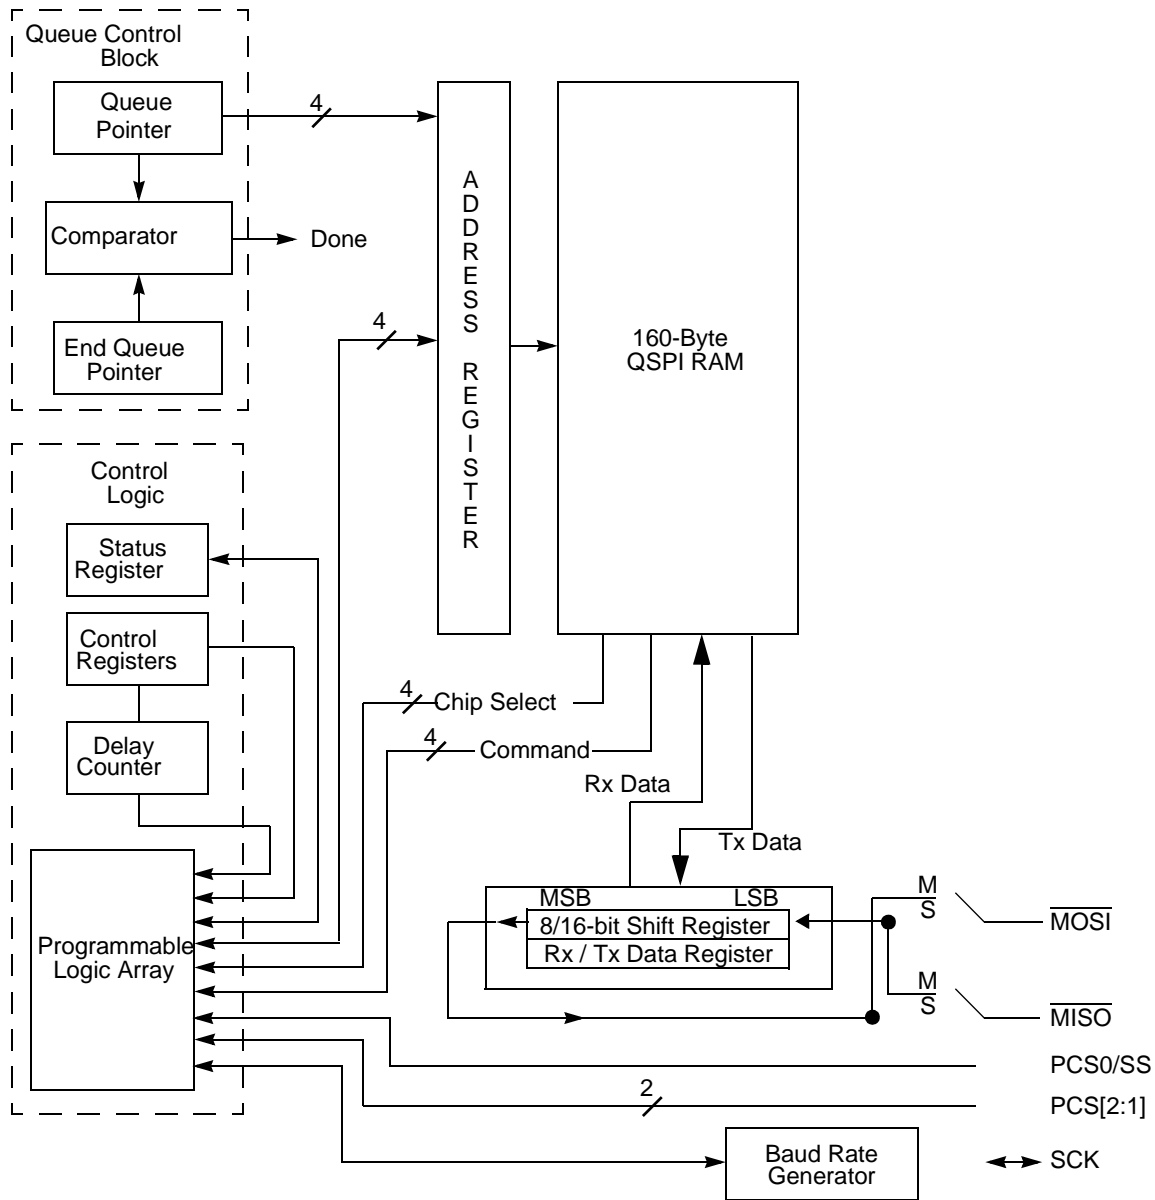 Queue Control
Block
Queue
Pointer
4
Comparator
Done
End Queue
Pointer
4
ADDRESS REGISTER
160-Byte
QSPI RAM
Control
Logic
Status
Register
Control
Registers
Delay
Counter
4
Chip Select
4
Command
Rx Data
Tx Data
Programmable
Logic Array
MSB LSB
8/16-bit Shift Register
Rx / Tx Data Register
M
S
MOSI
M
S
MISO
PCS0/SS
2
PCS[2:1]
Baud Rate
Generator
SCK